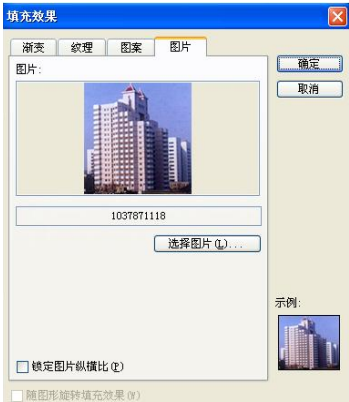 填充效果
渐变 纹理 图案 图片
确定
图片:
取消
1037871118
选择图片(L)...
示例:
锁定图片纵横比(P)
随图形旋转填充效果(W)